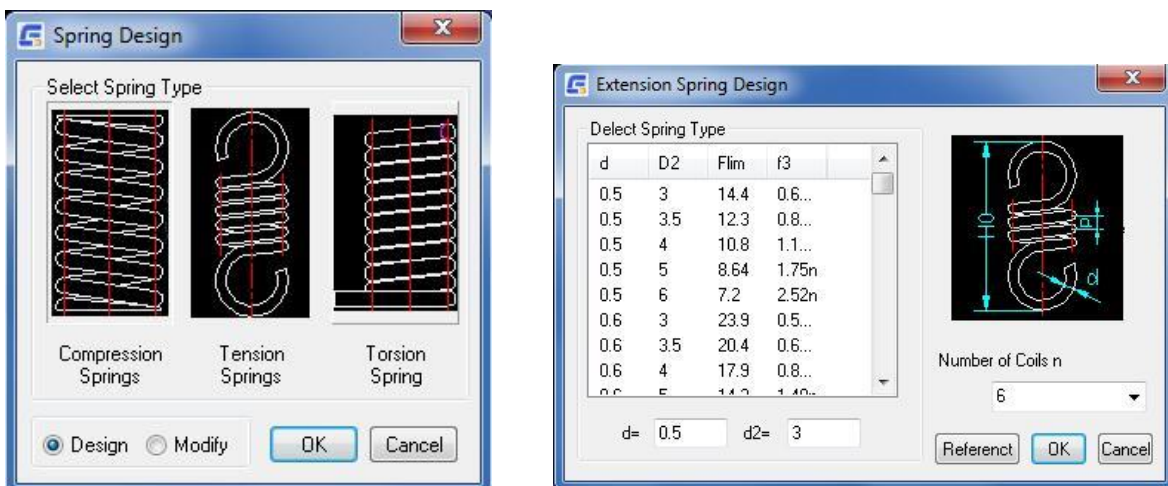 Spring Design
Select Spring Type
Compression Springs
Tension Springs
Torsion Spring
Design
Modify
OK
Cancel
Extension Spring Design
Delect Spring Type
d D2 Flim f3
0.5 3 14.4 0.6...
0.5 3.5 12.3 0.8...
0.5 4 10.8 1.1...
0.5 5 8.64 1.75n
0.5 6 7.2 2.52n
0.6 3 23.9 0.5...
0.6 3.5 20.4 0.6...
0.6 4 17.9 0.8...
d= 0.5 d2= 3
H0
p
d
Number of Coils n
6
Referenct OK Cancel